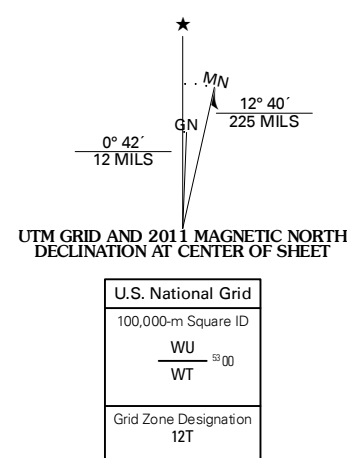 ★
MN
12° 40´
225 MILS
GN
0° 42´
12 MILS
UTM GRID AND 2011 MAGNETIC NORTH
DECLINATION AT CENTER OF SHEET
U.S. National Grid
100,000-m Square ID
WU
5300
WT
Grid Zone Designation
12T